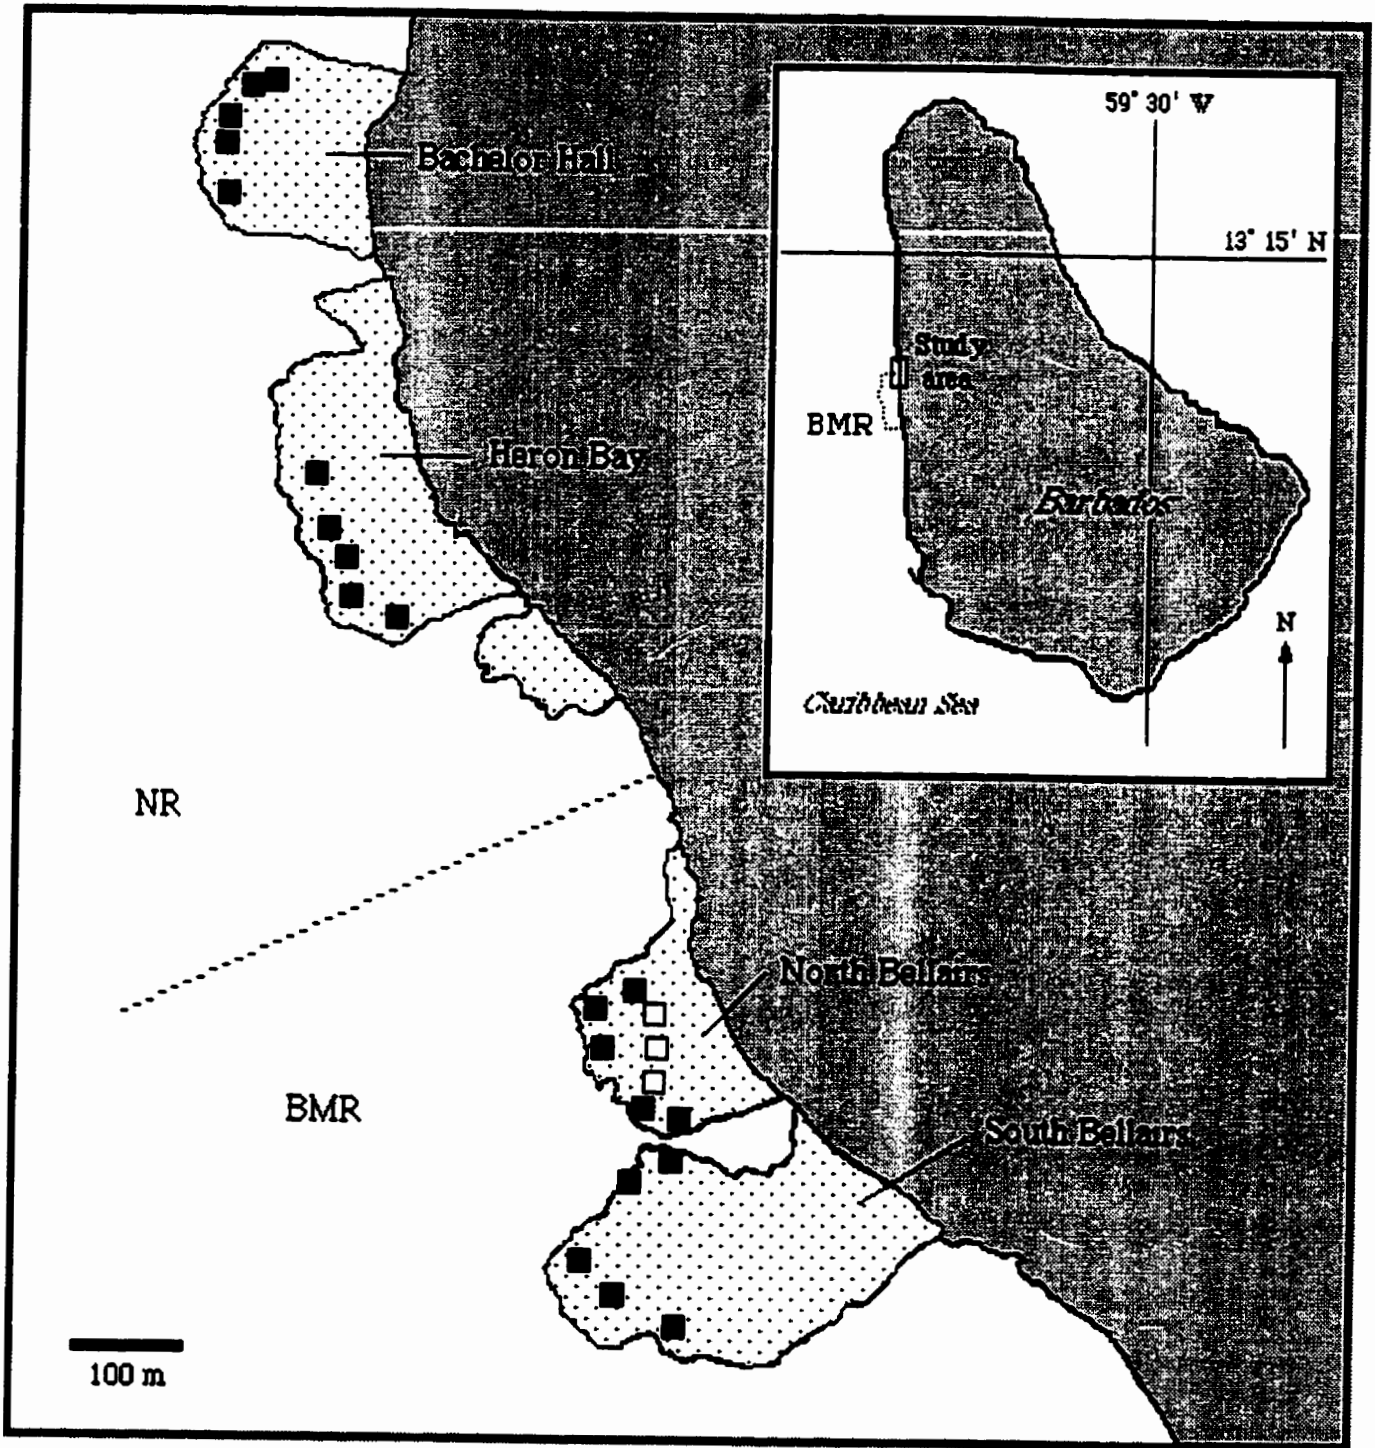 Bachelor Hall
Heron Bay
NR
BMR
North Bellairs
South Bellairs
100 m
59° 30' W
13° 15' N
Study
area
BMR
Barbados
N
Caribbean Sea